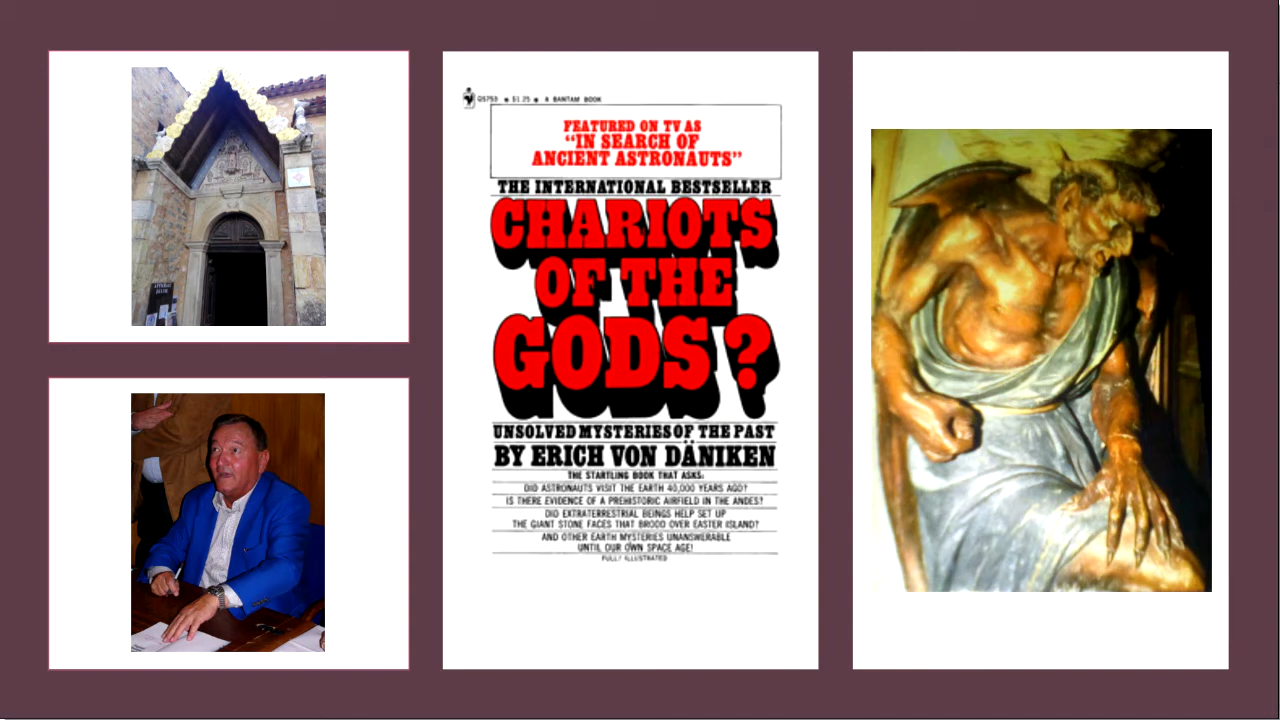 Q5753 * $1.25 * A BANTAM BOOK
FEATURED ON TV AS
“IN SEARCH OF
ANCIENT ASTRONAUTS”
THE INTERNATIONAL BESTSELLER
CHARIOTS
OF THE
GODS?
UNSOLVED MYSTERIES OF THE PAST
BY ERICH VON DÄNIKEN
THE STARTLING BOOK THAT ASKS:
DID ASTRONAUTS VISIT THE EARTH 40,000 YEARS AGO?
IS THERE EVIDENCE OF A PREHISTORIC AIRFIELD IN THE ANDES?
DID EXTRATERRESTRIAL BEINGS HELP SET UP
THE GIANT STONE FACES THAT BROOD OVER EASTER ISLAND?
AND OTHER EARTH MYSTERIES UNANSWERABLE
UNTIL OUR OWN SPACE AGE!
FULLY ILLUSTRATED